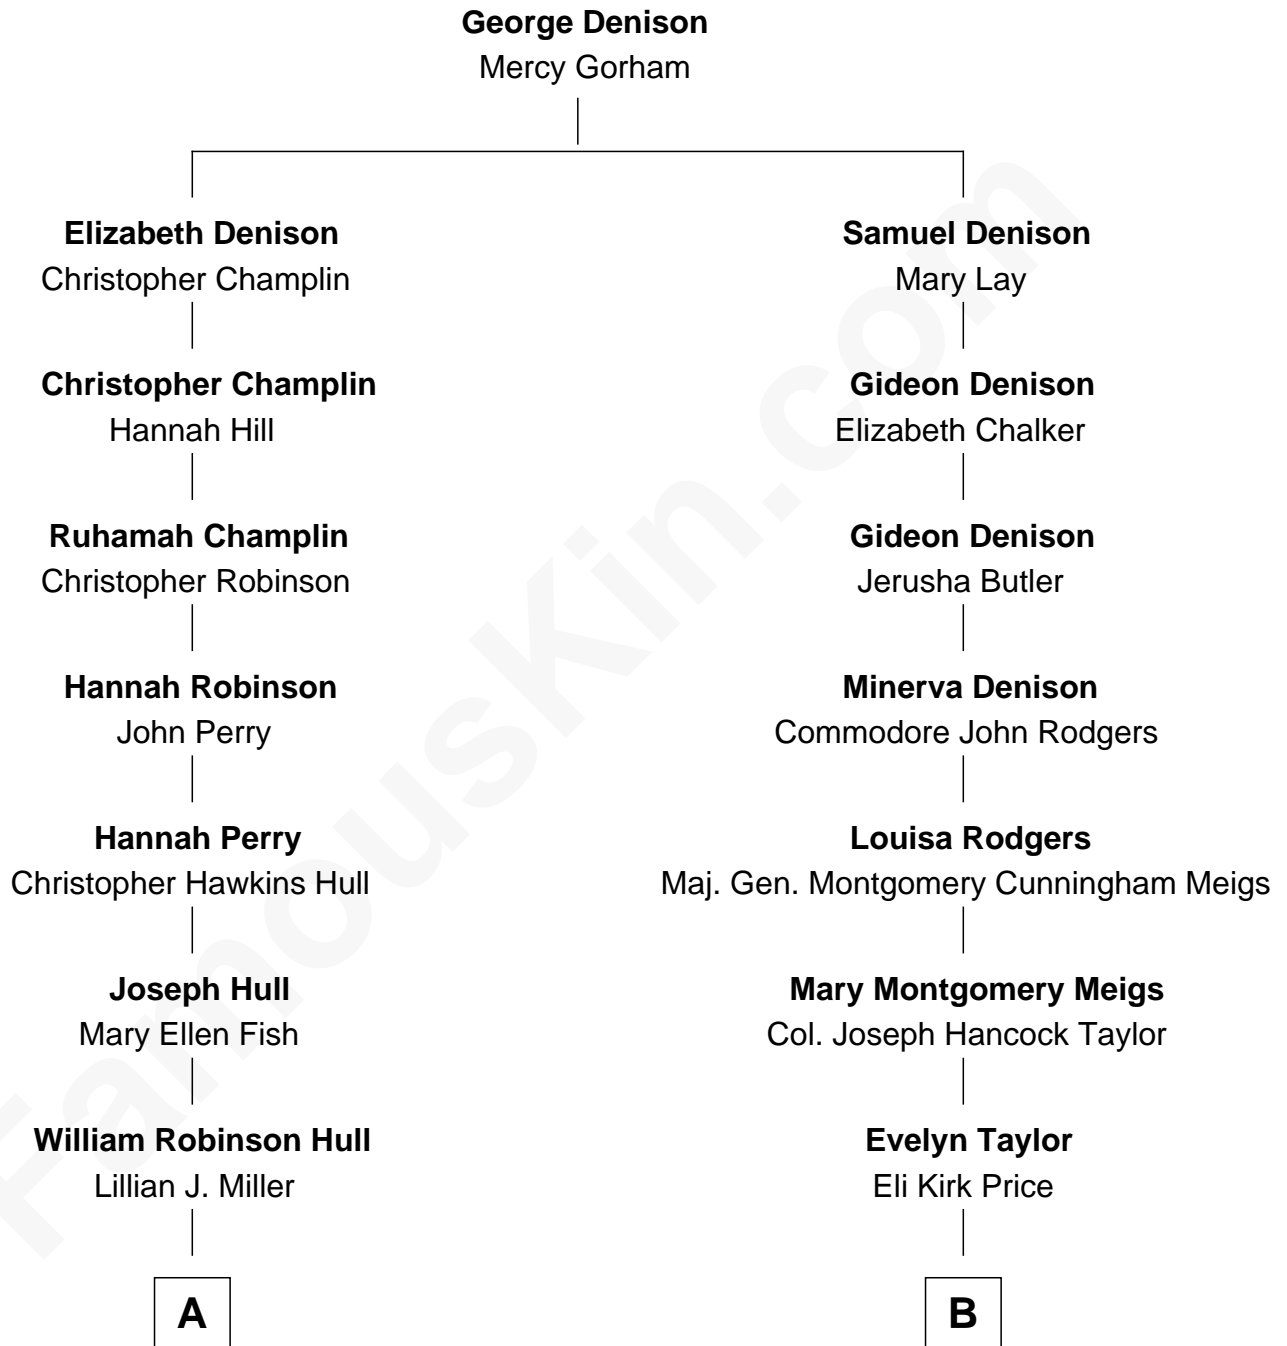 George Denison
Mercy Gorham
Elizabeth Denison
Christopher Champlin
Samuel Denison
Mary Lay
Christopher Champlin
Hannah Hill
Gideon Denison
Elizabeth Chalker
Ruhamah Champlin
Christopher Robinson
Gideon Denison
Jerusha Butler
Hannah Robinson
John Perry
Minerva Denison
Commodore John Rodgers
Hannah Perry
Christopher Hawkins Hull
Louisa Rodgers
Maj. Gen. Montgomery Cunningham Meigs
Joseph Hull
Mary Ellen Fish
Mary Montgomery Meigs
Col. Joseph Hancock Taylor
William Robinson Hull
Lillian J. Miller
Evelyn Taylor
Eli Kirk Price
A
B
FamousKin.com